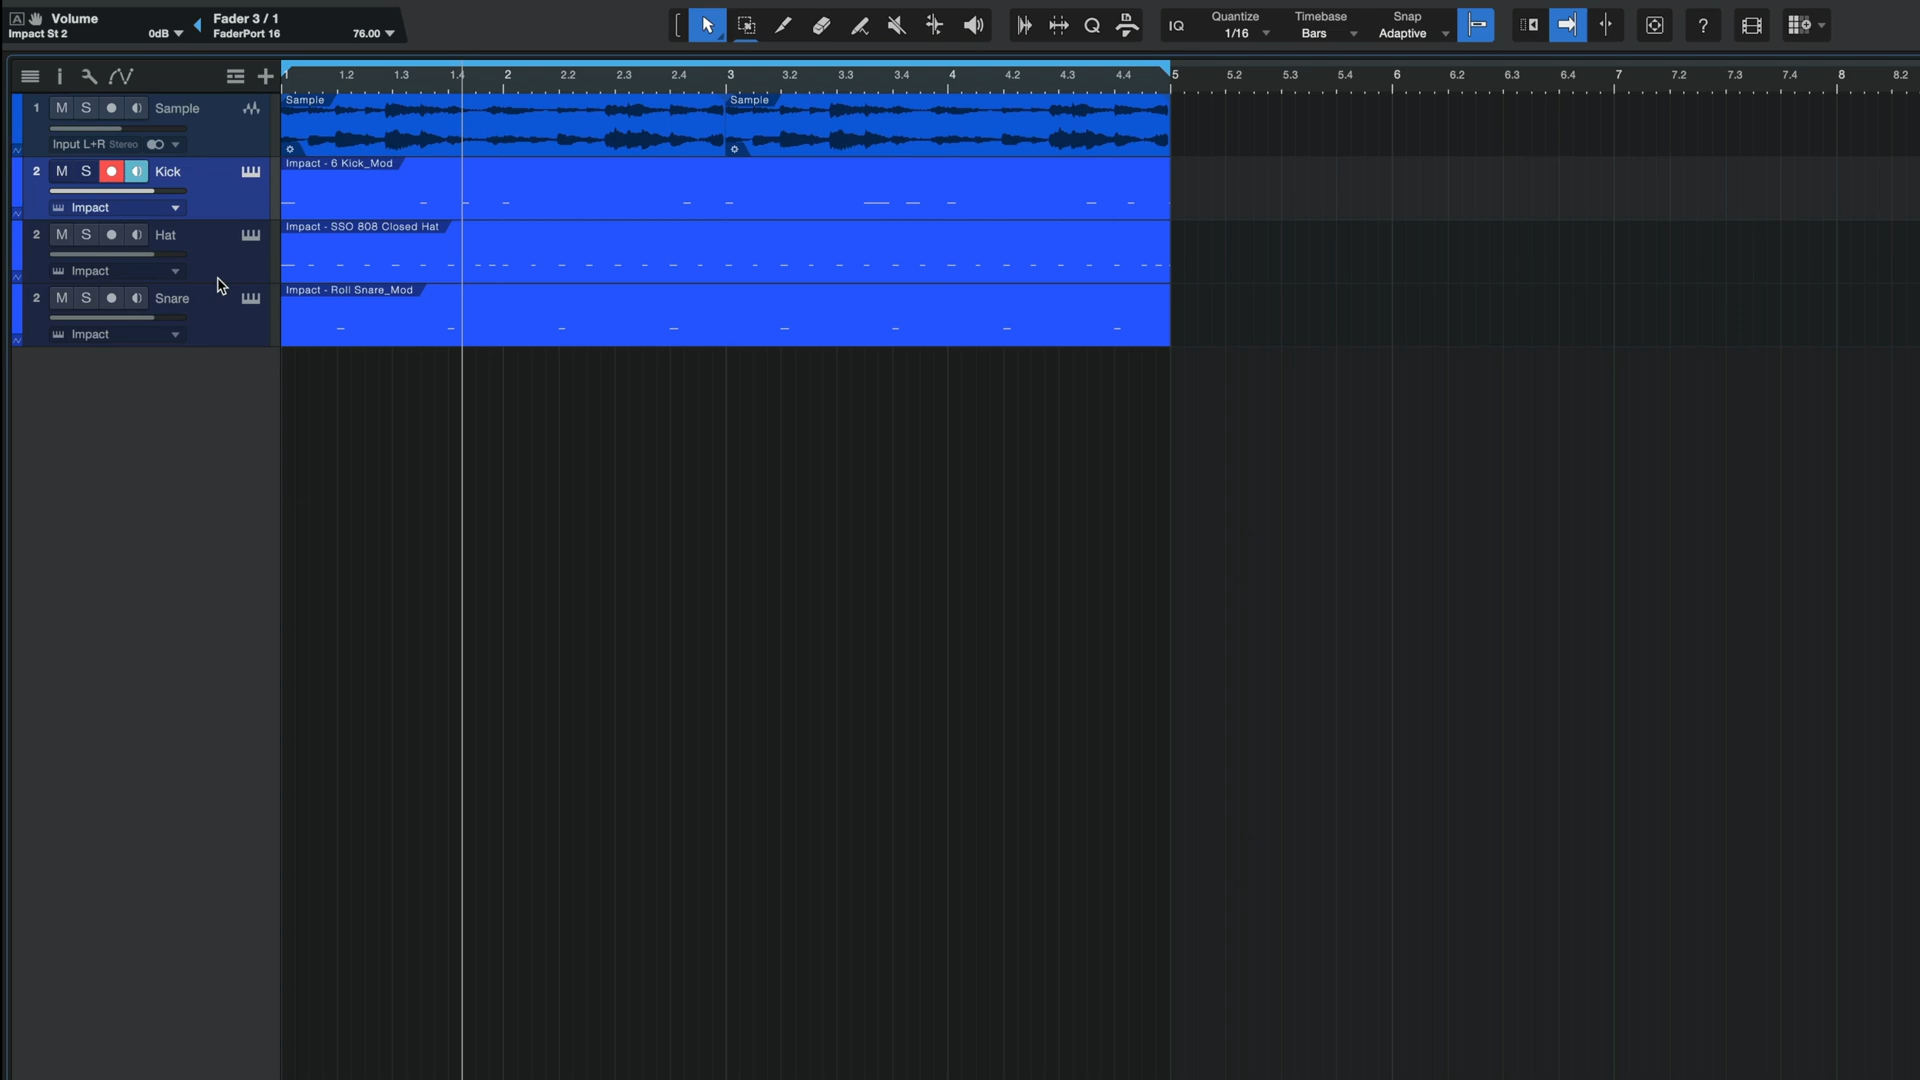 A Volume
Impact St 2 0dB
Fader 3 / 1
FaderPort 16 76.00
IQ
Quantize
1/16
Timebase
Bars
Snap
Adaptive
?
1 1.2 1.3 1.4 2 2.2 2.3 2.4 3 3.2 3.3 3.4 4 4.2 4.3 4.4 5 5.2 5.3 5.4 6 6.2 6.3 6.4 7 7.2 7.3 7.4 8 8.2
1 M S Sample
Input L+R Stereo
Sample
Sample
2 M S Kick
Impact
Impact - 6 Kick_Mod
2 M S Hat
Impact
Impact - SSO 808 Closed Hat
2 M S Snare
Impact
Impact - Roll Snare_Mod